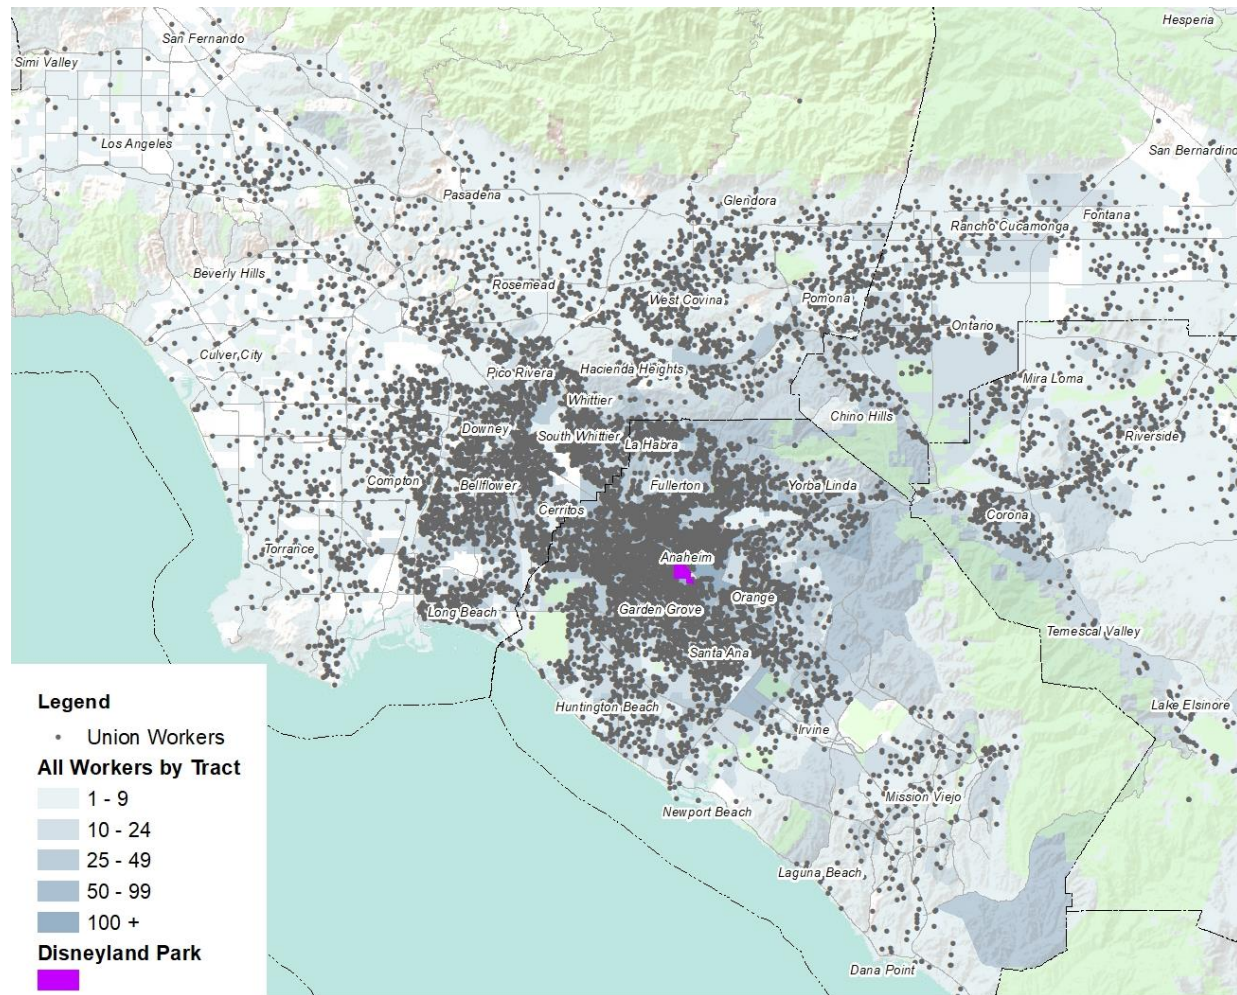 Hesperia
San Fernando
Simi Valley
Los Angeles
San Bernardino
Pasadena
Glendora
Fontana
Rancho Cucamonga
Beverly Hills
Rosemead
West Covina
Pomona
Ontario
Culver City
Pico Rivera
Hacienda Heights
Mira Loma
Whittier
Chino Hills
Downey
South Whittier
La Habra
Riverside
Compton
Bellflower
Fullerton
Yorba Linda
Cerritos
Corona
Torrance
Anaheim
Long Beach
Garden Grove
Orange
Temescal Valley
Santa Ana
Huntington Beach
Irvine
Lake Elsinore
Mission Viejo
Newport Beach
Laguna Beach
Dana Point
Legend
Union Workers
All Workers by Tract
1 - 9
10 - 24
25 - 49
50 - 99
100 +
Disneyland Park